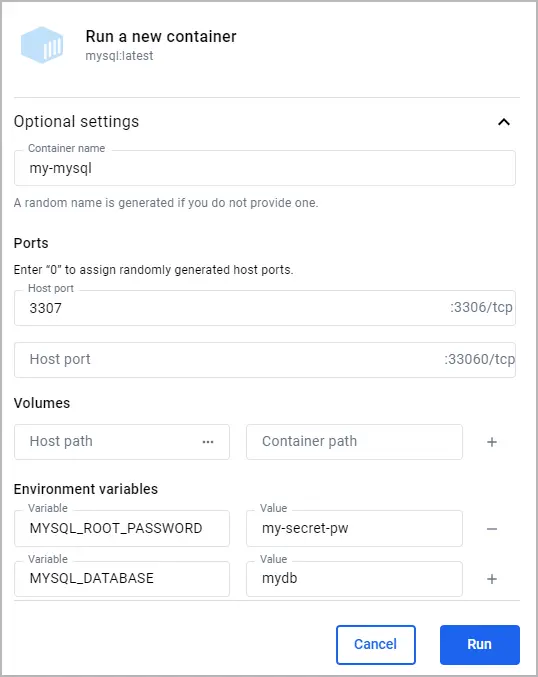 Run a new container
mysql:latest
Optional settings
Container name
my-mysql
A random name is generated if you do not provide one.
Ports
Enter “0” to assign randomly generated host ports.
Host port
3307 :3306/tcp
Host port :33060/tcp
Volumes
Host path ••• Container path +
Environment variables
Variable Value
MYSQL_ROOT_PASSWORD my-secret-pw −
Variable Value
MYSQL_DATABASE mydb +
Cancel Run